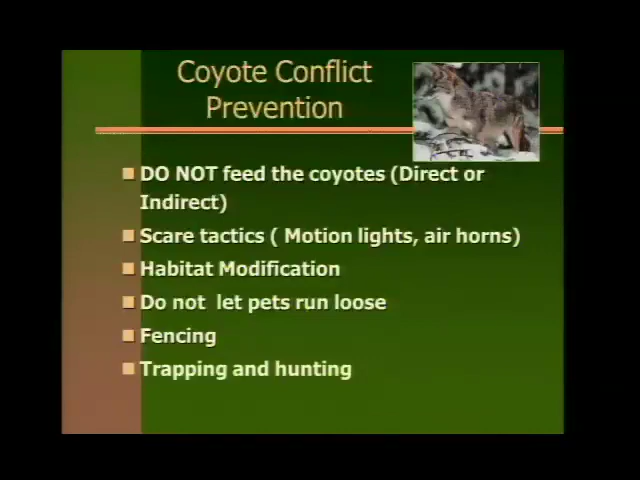 Coyote Conflict
Prevention
DO NOT feed the coyotes (Direct or
Indirect)
Scare tactics ( Motion lights, air horns)
Habitat Modification
Do not  let pets run loose
Fencing
Trapping and hunting